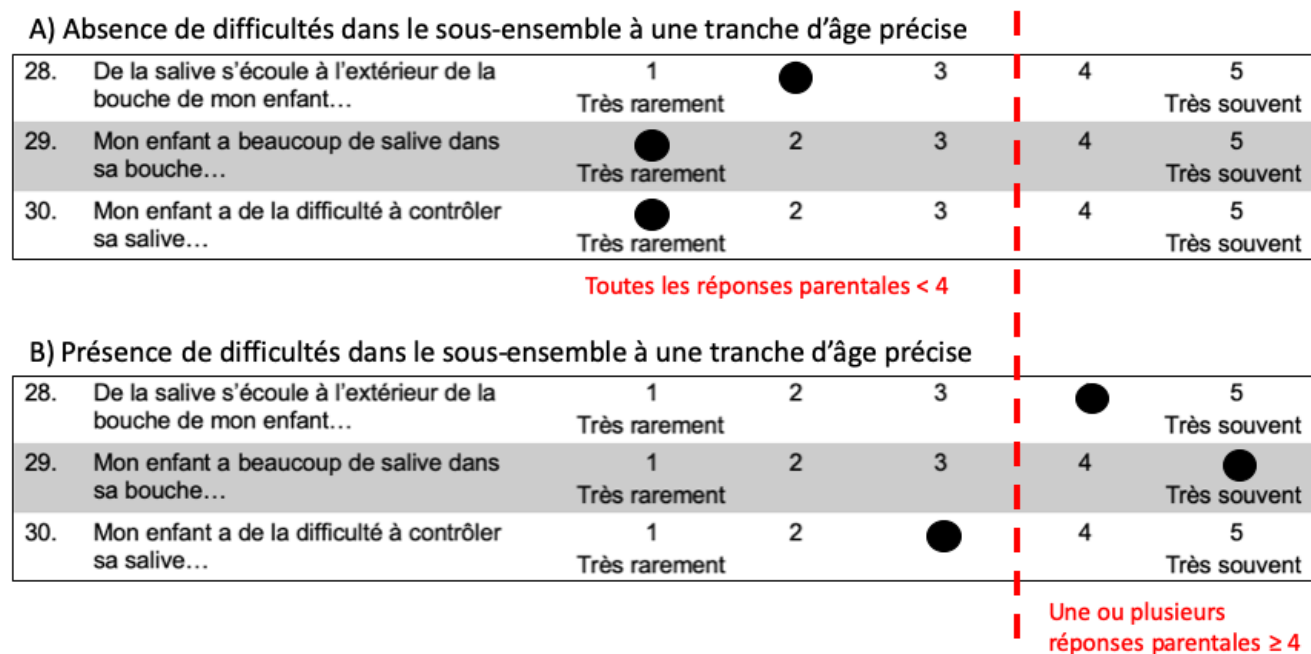 A) Absence de difficultés dans le sous-ensemble à une tranche d'âge précise
28. De la salive s'écoule à l'extérieur de la 1 3 4 5
bouche de mon enfant… Très rarement Très souvent
29. Mon enfant a beaucoup de salive dans 2 3 4 5
sa bouche… Très rarement Très souvent
30. Mon enfant a de la difficulté à contrôler 2 3 4 5
sa salive… Très rarement Très souvent
Toutes les réponses parentales < 4
B) Présence de difficultés dans le sous-ensemble à une tranche d'âge précise
28. De la salive s'écoule à l'extérieur de la 1 2 3 5
bouche de mon enfant… Très rarement Très souvent
29. Mon enfant a beaucoup de salive dans 1 2 3 4
sa bouche… Très rarement Très souvent
30. Mon enfant a de la difficulté à contrôler 1 2 4 5
sa salive… Très rarement Très souvent
Une ou plusieurs
réponses parentales ≥ 4